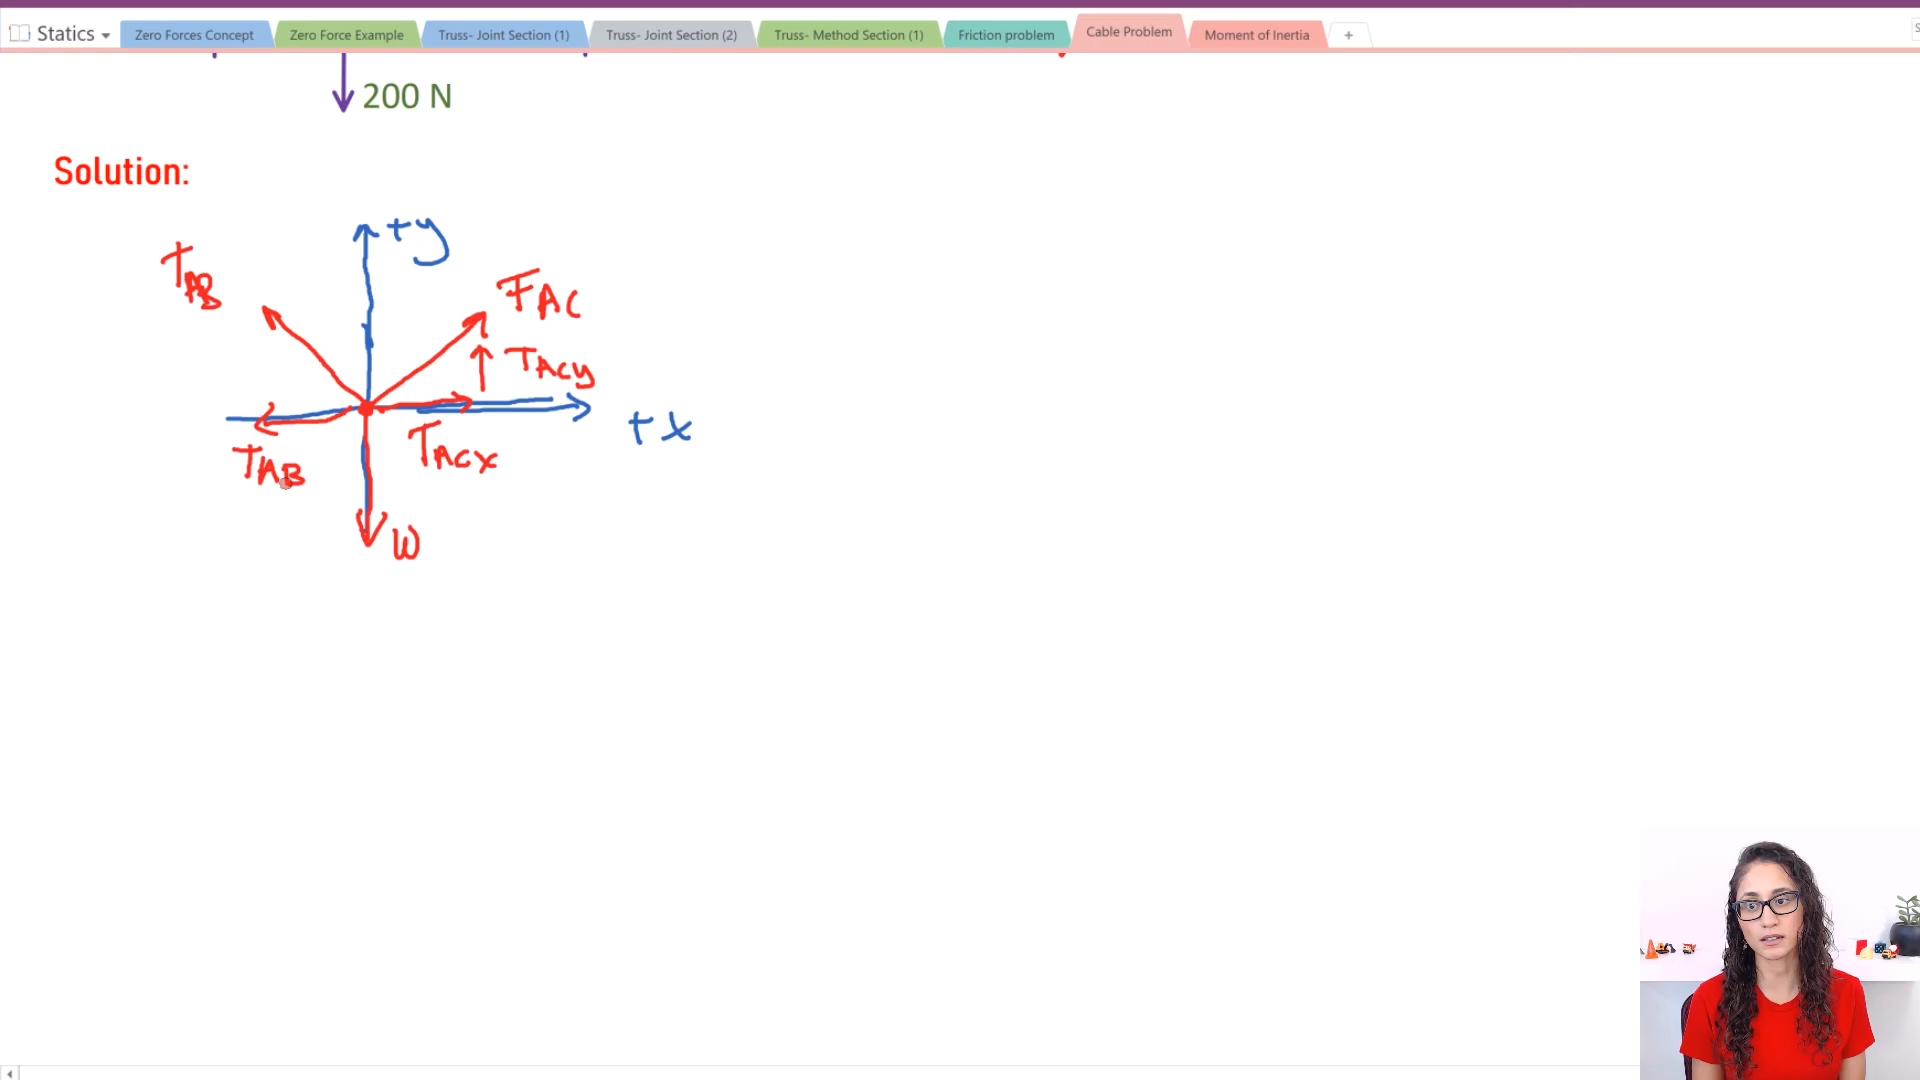 Statics
Zero Forces Concept
Zero Force Example
Truss- Joint Section (1)
Truss- Joint Section (2)
Truss- Method Section (1)
Friction problem
Cable Problem
Moment of Inertia
+
200 N
Solution:
+y
TAB
FAC
TACy
+x
TAB
TACX
W